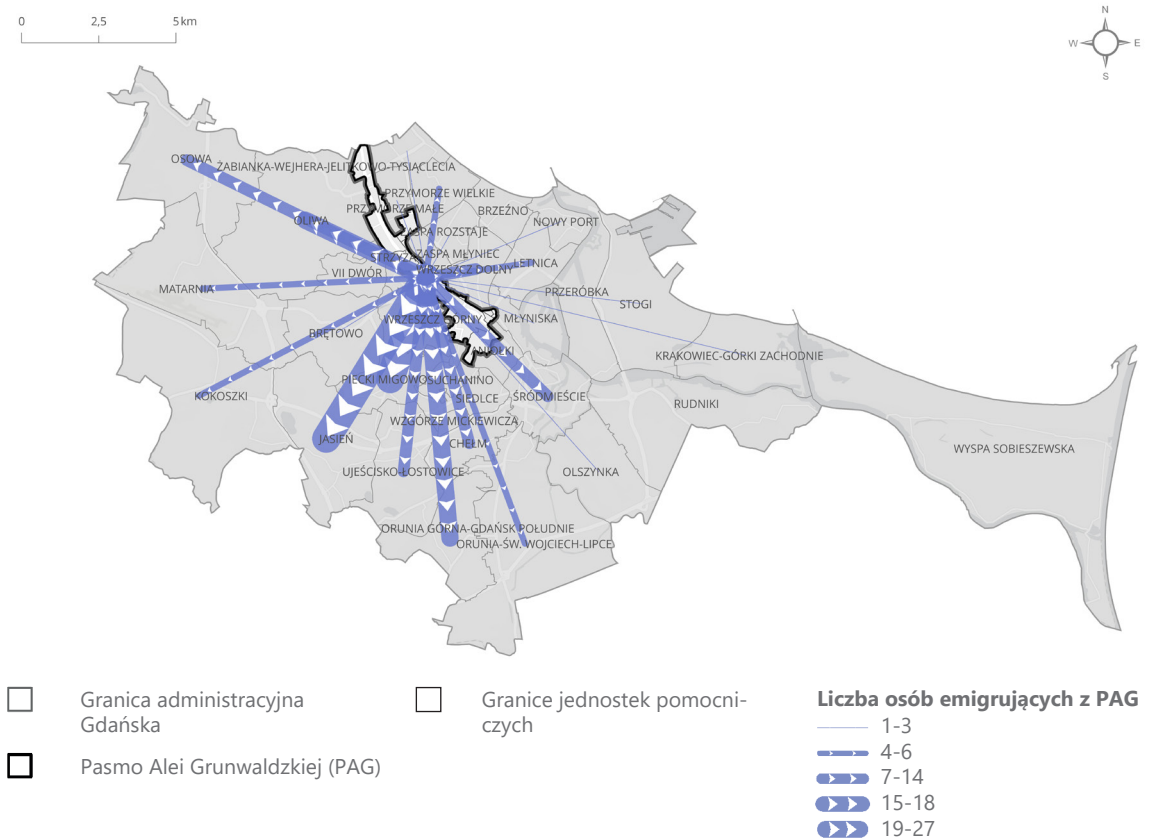 0 2,5 5 km
N
W E
S
OSOWA
ŻABIANKA-WEJHERA-JELITKOWO-TYSIĄCLECIA
PRZYMORZE WIELKIE
PRZYMORZE MAŁE
BRZEŹNO
OLIWA
NOWY PORT
ZASPA ROZSTAJE
ZASPA MŁYNIEC
STRZYŻA
LETNICA
WRZESZCZ DOLNY
VII DWÓR
MATARNIA
PRZERÓBKA
STOGI
WRZESZCZ GÓRNY
MŁYNISKA
BRĘTOWO
ANIOŁKI
KRAKOWIEC-GÓRKI ZACHODNIE
PIECKI MIGOWO
SUCHANINO
KOKOSZKI
SIEDLCE
ŚRÓDMIEŚCIE
RUDNIKI
WZGÓRZE MICKIEWICZA
JASIEŃ
CHEŁM
WYSPA SOBIESZEWSKA
UJEŚCISKO-ŁOSTOWICE
OLSZYNKA
ORUNIA GÓRNA-GDAŃSK POŁUDNIE
ORUNIA-ŚW. WOJCIECH-LIPCE
Granica administracyjna
Gdańska
Pasmo Alei Grunwaldzkiej (PAG)
Granice jednostek pomocni-
czych
Liczba osób emigrujących z PAG
1-3
4-6
7-14
15-18
19-27